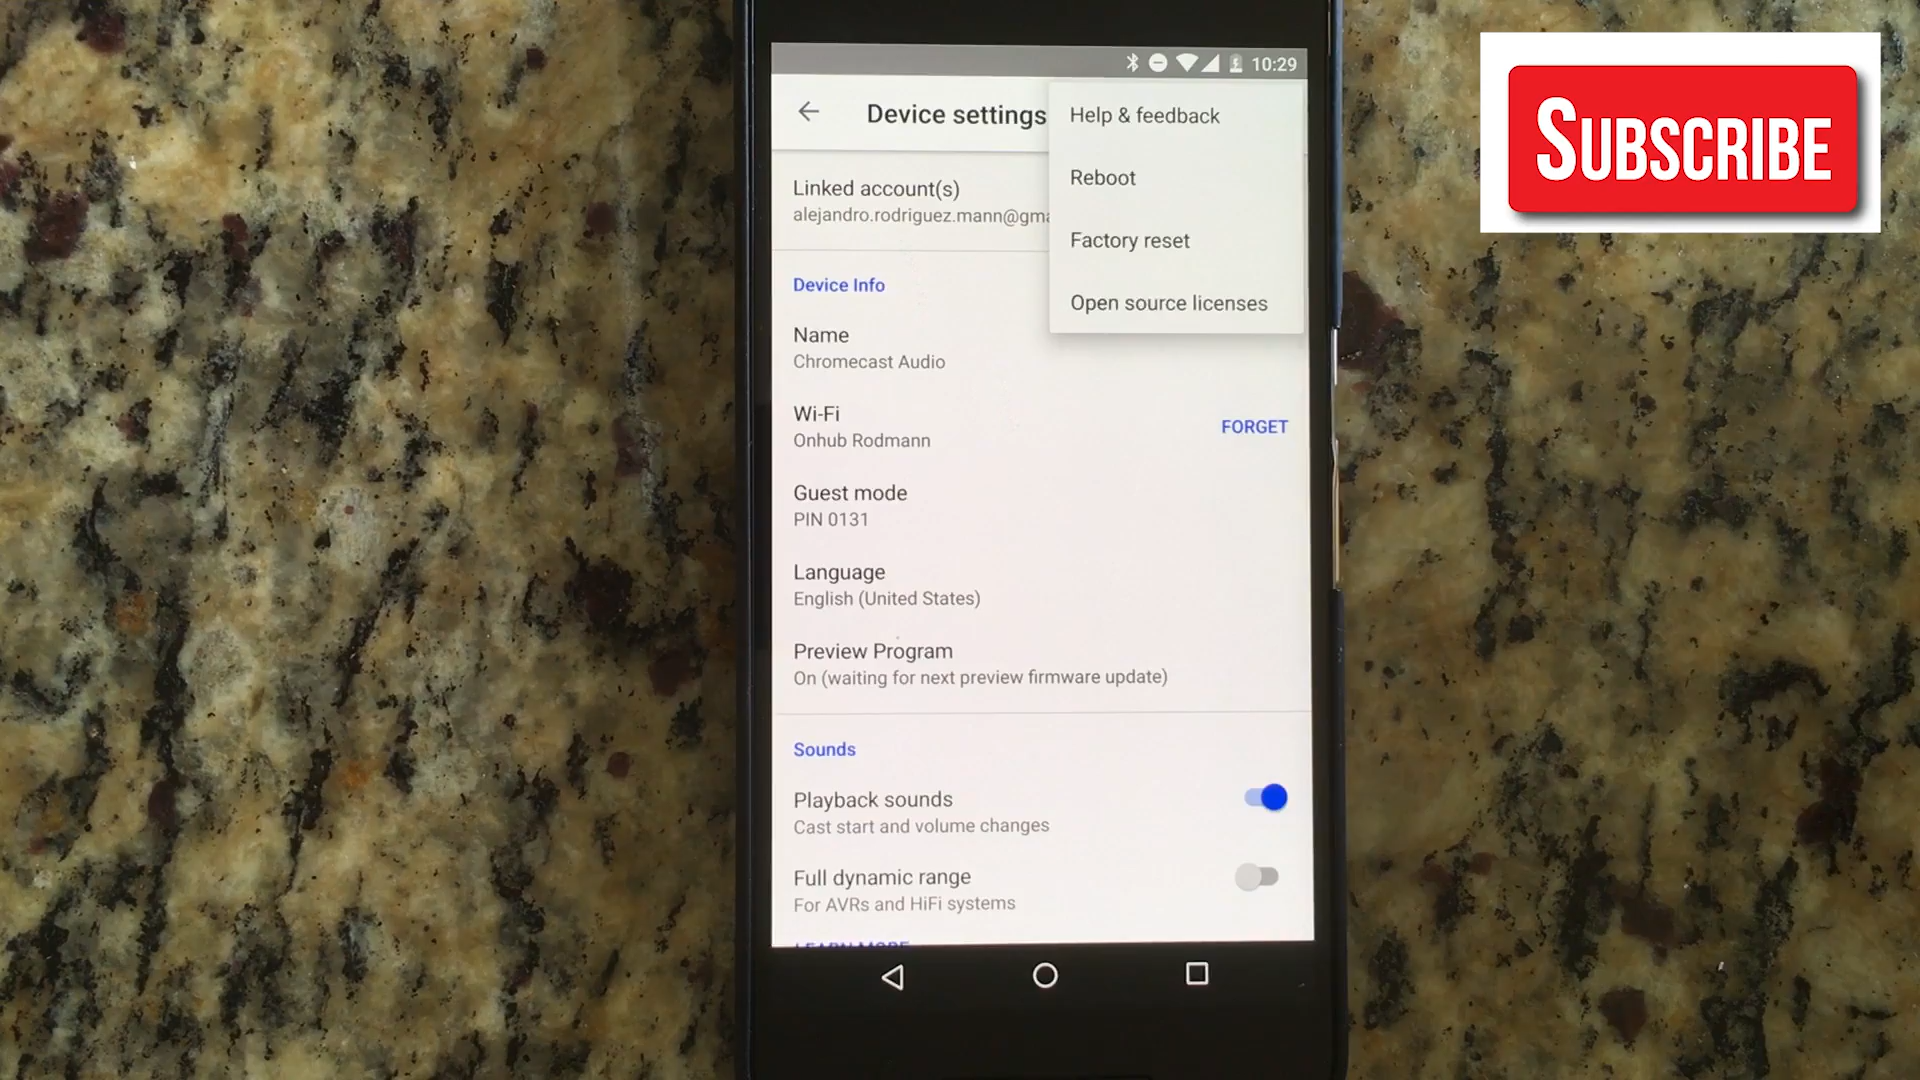 10:29
Device settings
Help & feedback
Reboot
Factory reset
Open source licenses
Linked account(s)
alejandro.rodriguez.mann@gma
Device Info
Name
Chromecast Audio
Wi-Fi
Onhub Rodmann
FORGET
Guest mode
PIN 0131
Language
English (United States)
Preview Program
On (waiting for next preview firmware update)
Sounds
Playback sounds
Cast start and volume changes
Full dynamic range
For AVRs and HiFi systems
LEARN MORE
SUBSCRIBE